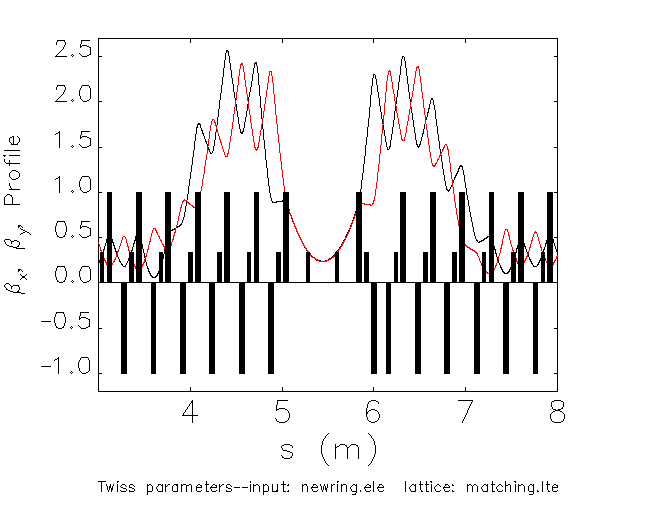 2.5
2.0
1.5
1.0
0.5
0.0
-0.5
-1.0
βx, βy, Profile
4 5 6 7 8
s (m)
Twiss parameters--input: newring.ele lattice: matching.lte